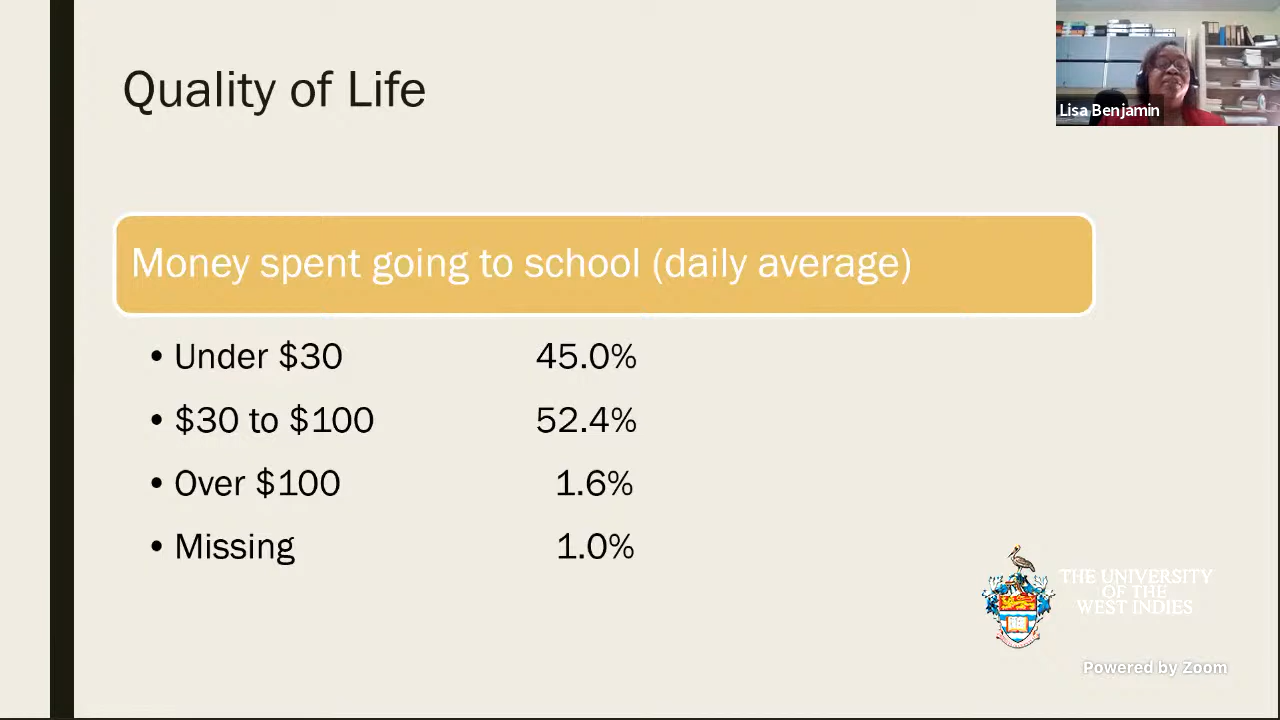 Quality of Life
Lisa Benjamin
Money spent going to school (daily average)
• Under $30 45.0%
• $30 to $100 52.4%
• Over $100 1.6%
• Missing 1.0%
THE UNIVERSITY
OF THE
WEST INDIES
Powered by Zoom